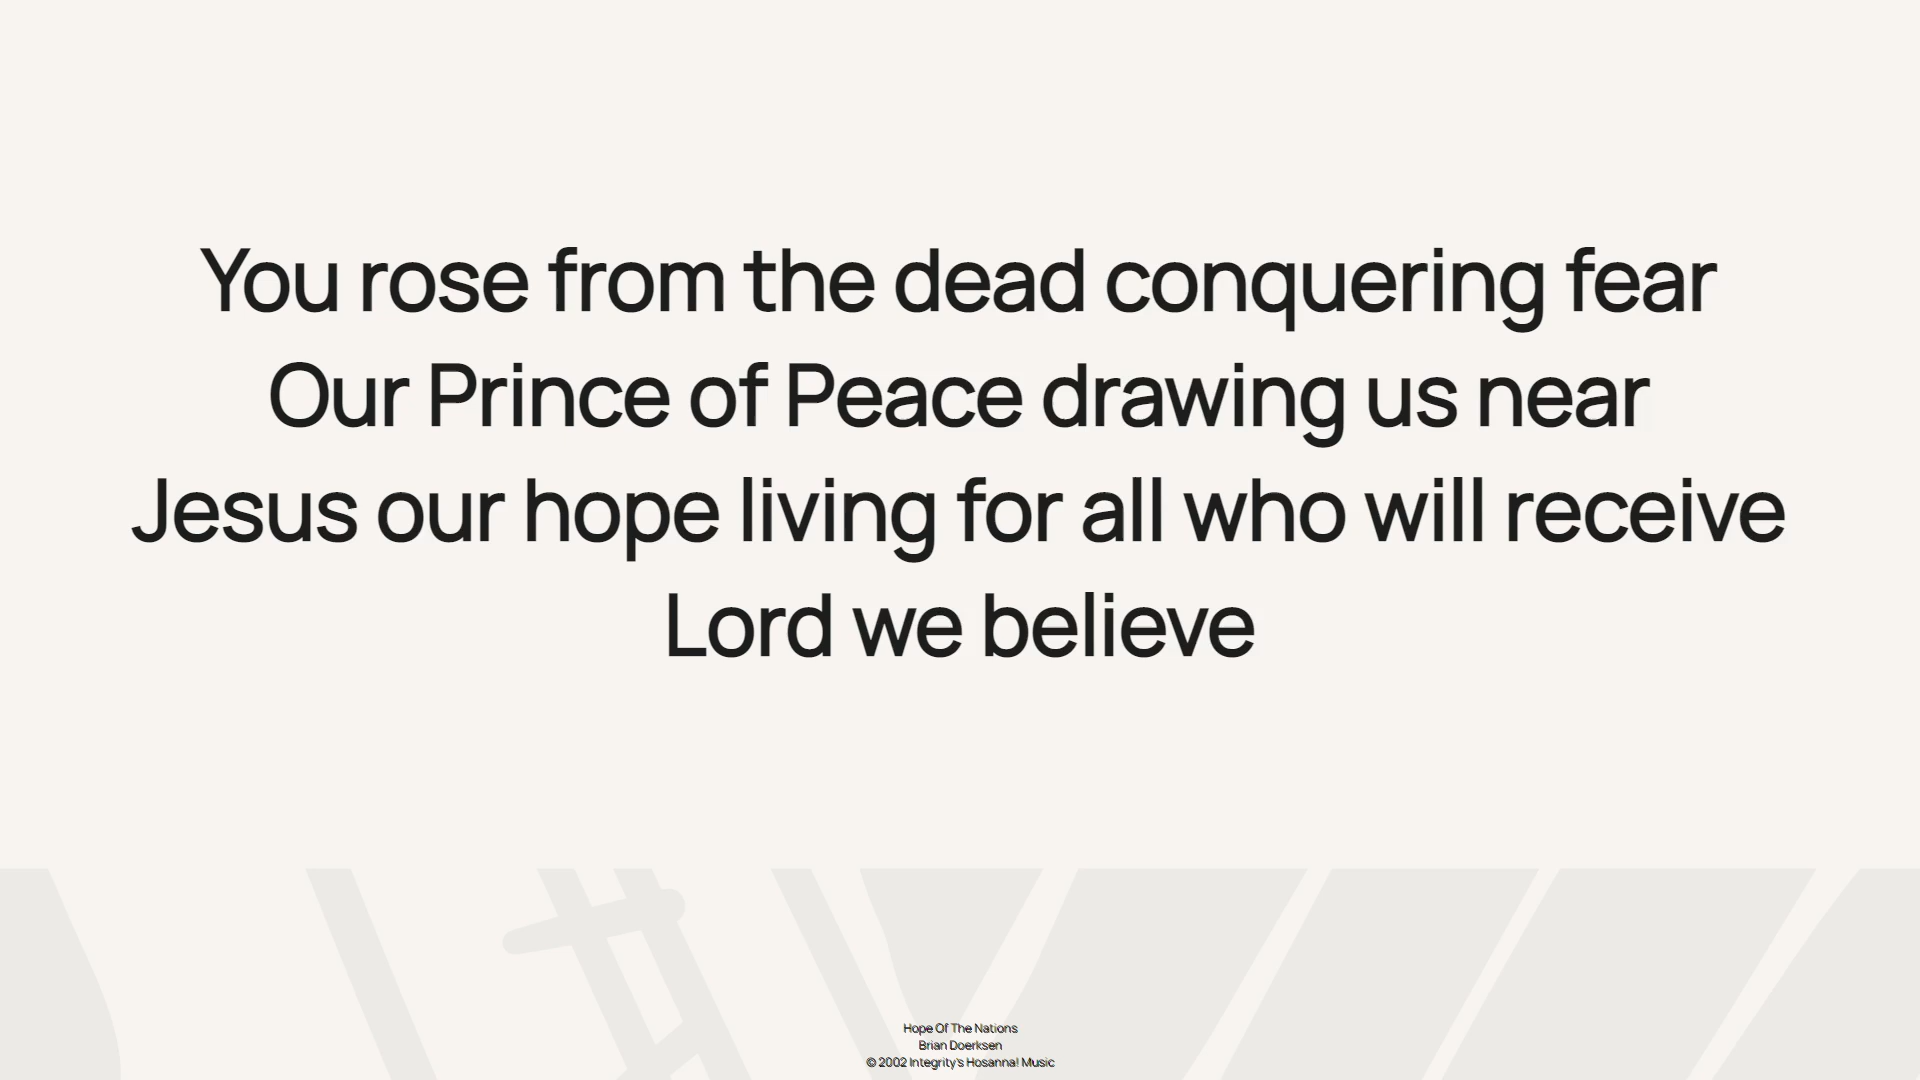 You rose from the dead conquering fear
Our Prince of Peace drawing us near
Jesus our hope living for all who will receive
Lord we believe
Hope Of The Nations
Brian Doerksen
© 2002 Integrity's Hosanna! Music